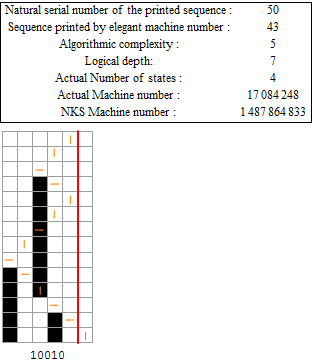 Natural serial number of the printed sequence : 50
Sequence printed by elegant machine number : 43
Algorithmic complexity : 5
Logical depth: 7
Actual Number of states : 4
Actual Machine number : 17 084 248
NKS Machine number : 1 487 864 833
10010